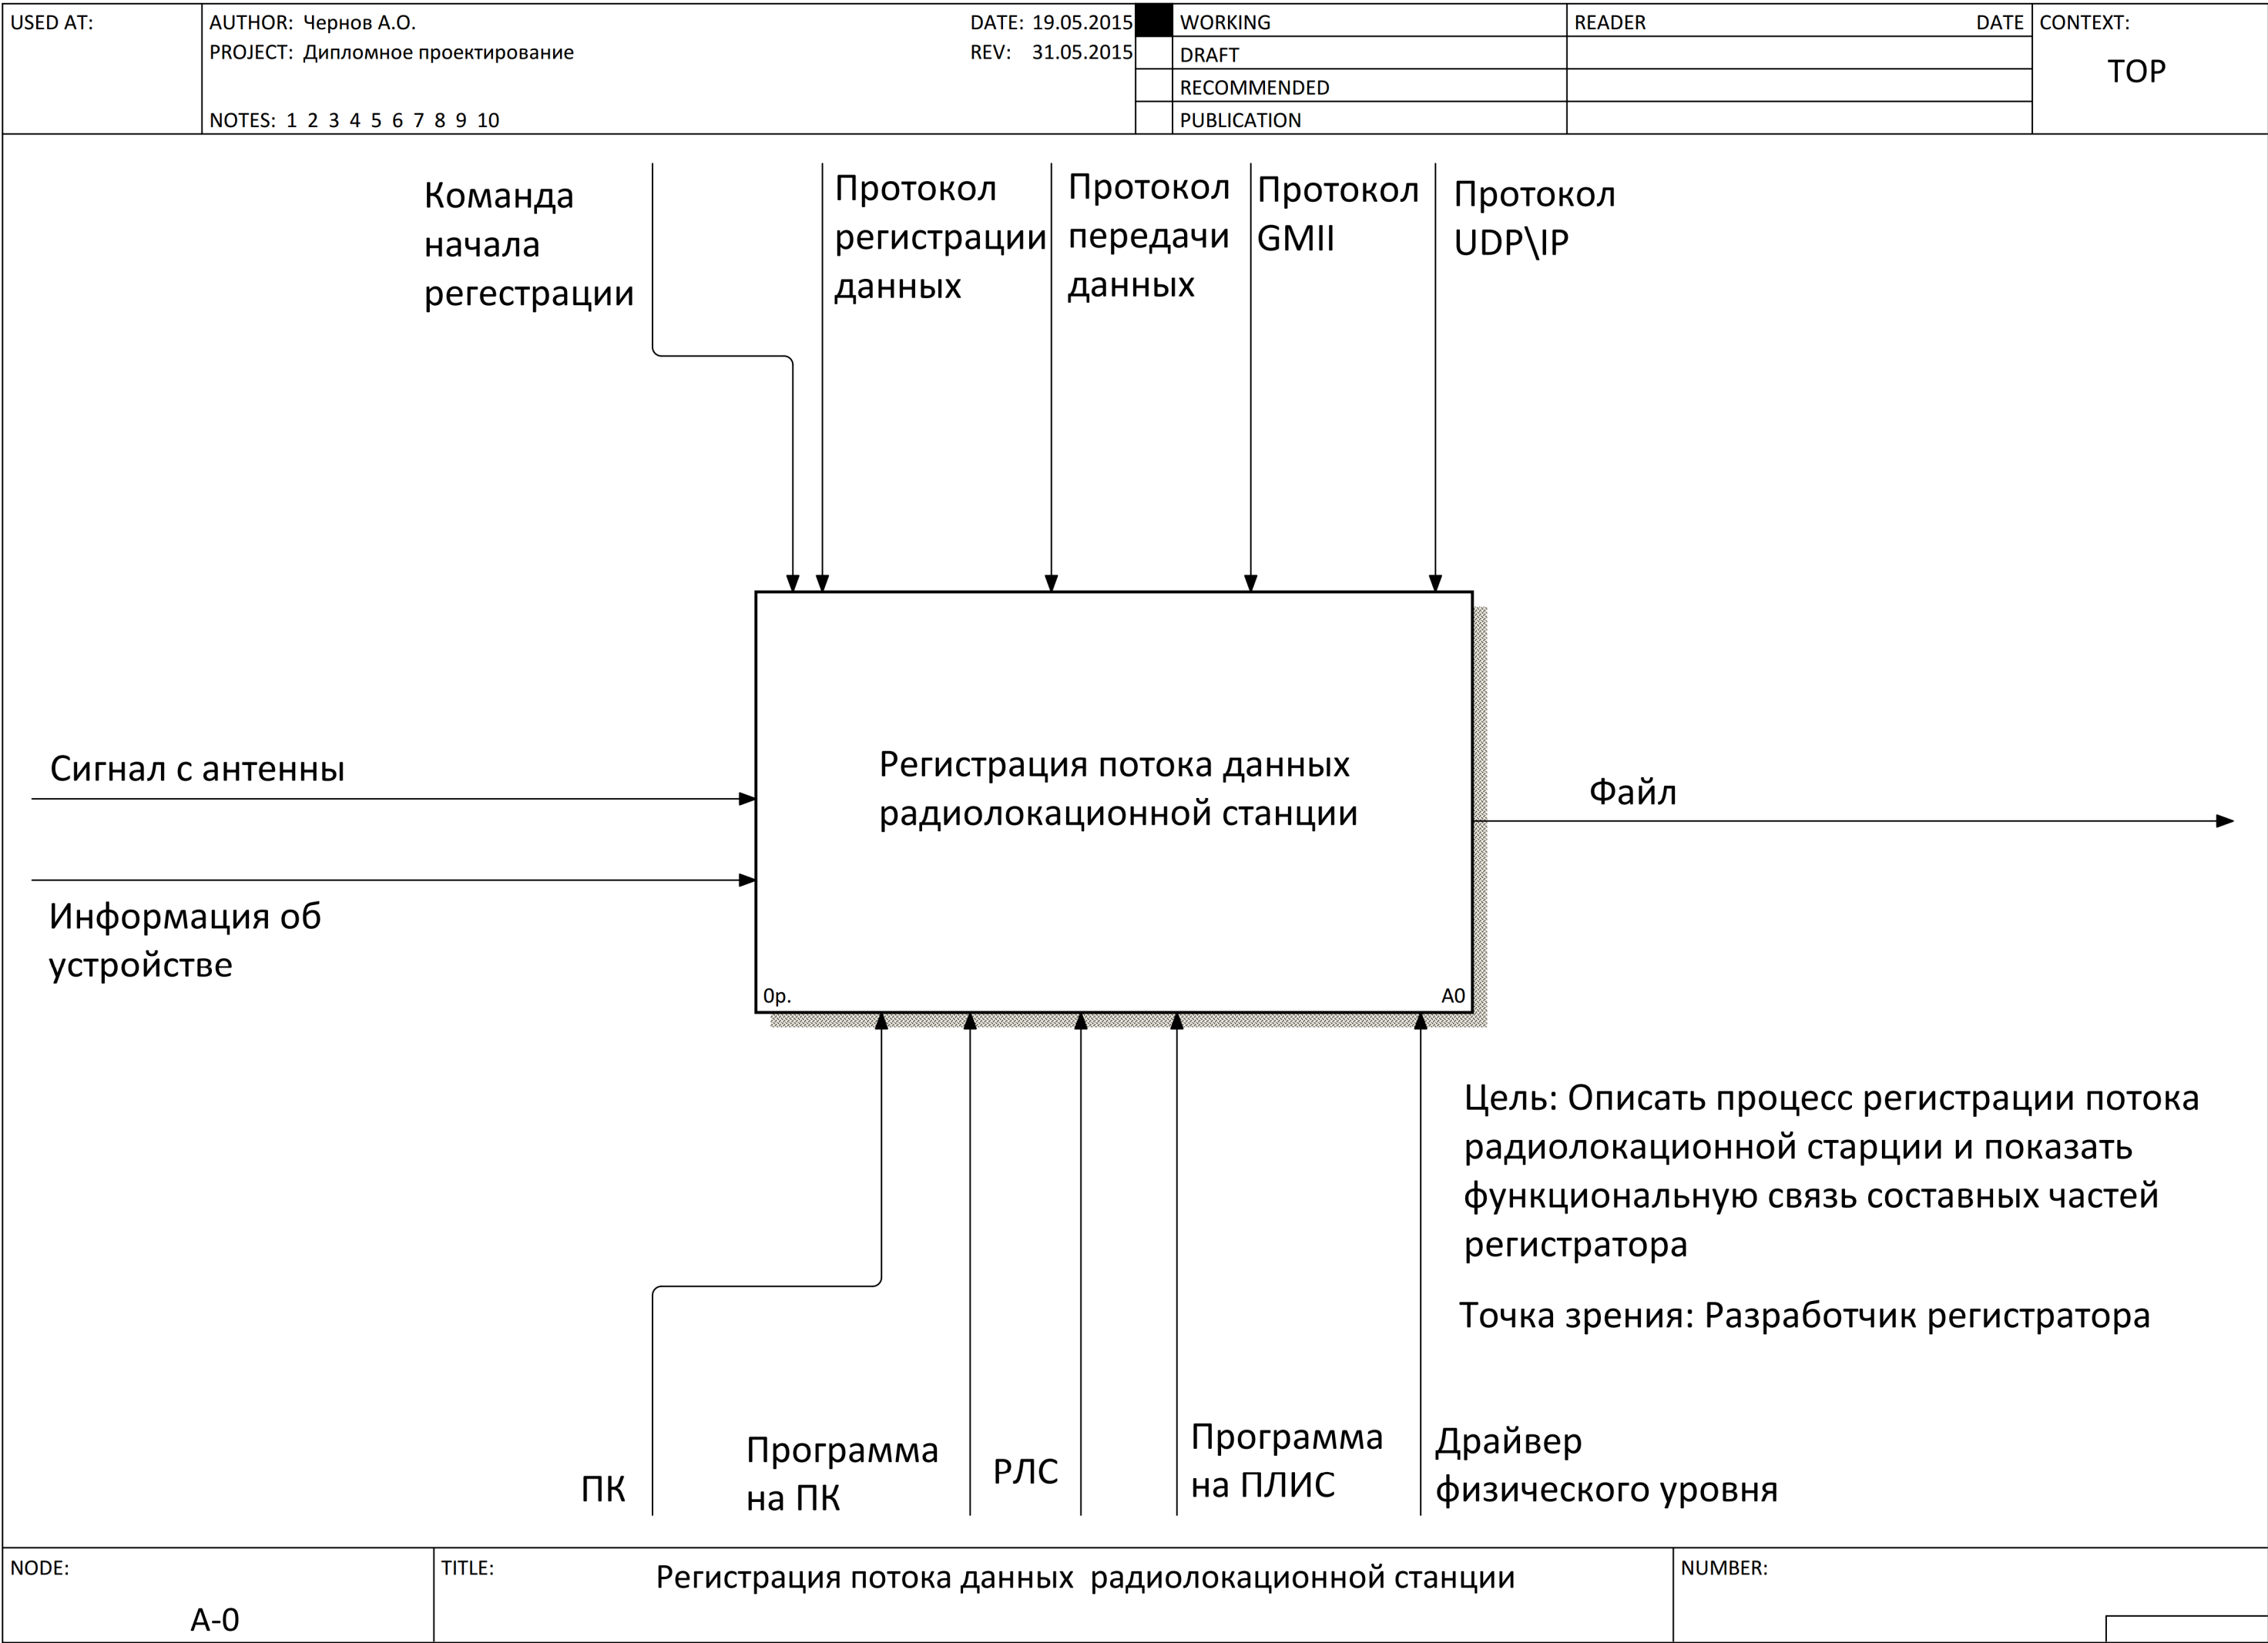 USED AT:
AUTHOR: Чернов А.О.
DATE: 19.05.2015
PROJECT: Дипломное проектирование
REV: 31.05.2015
NOTES: 1 2 3 4 5 6 7 8 9 10
WORKING
DRAFT
RECOMMENDED
PUBLICATION
READER
DATE
CONTEXT:
TOP
Команда
начала
регестрации
Протокол
регистрации
данных
Протокол
передачи
данных
Протокол
GMII
Протокол
UDP\IP
Сигнал с антенны
Информация об
устройстве
Регистрация потока данных
радиолокационной станции
0р.
A0
Файл
Цель: Описать процесс регистрации потока
радиолокационной старции и показать
функциональную связь составных частей
регистратора
Точка зрения: Разработчик регистратора
ПК
Программа
на ПК
РЛС
Программа
на ПЛИС
Драйвер
физического уровня
NODE:
A-0
TITLE:
Регистрация потока данных радиолокационной станции
NUMBER: